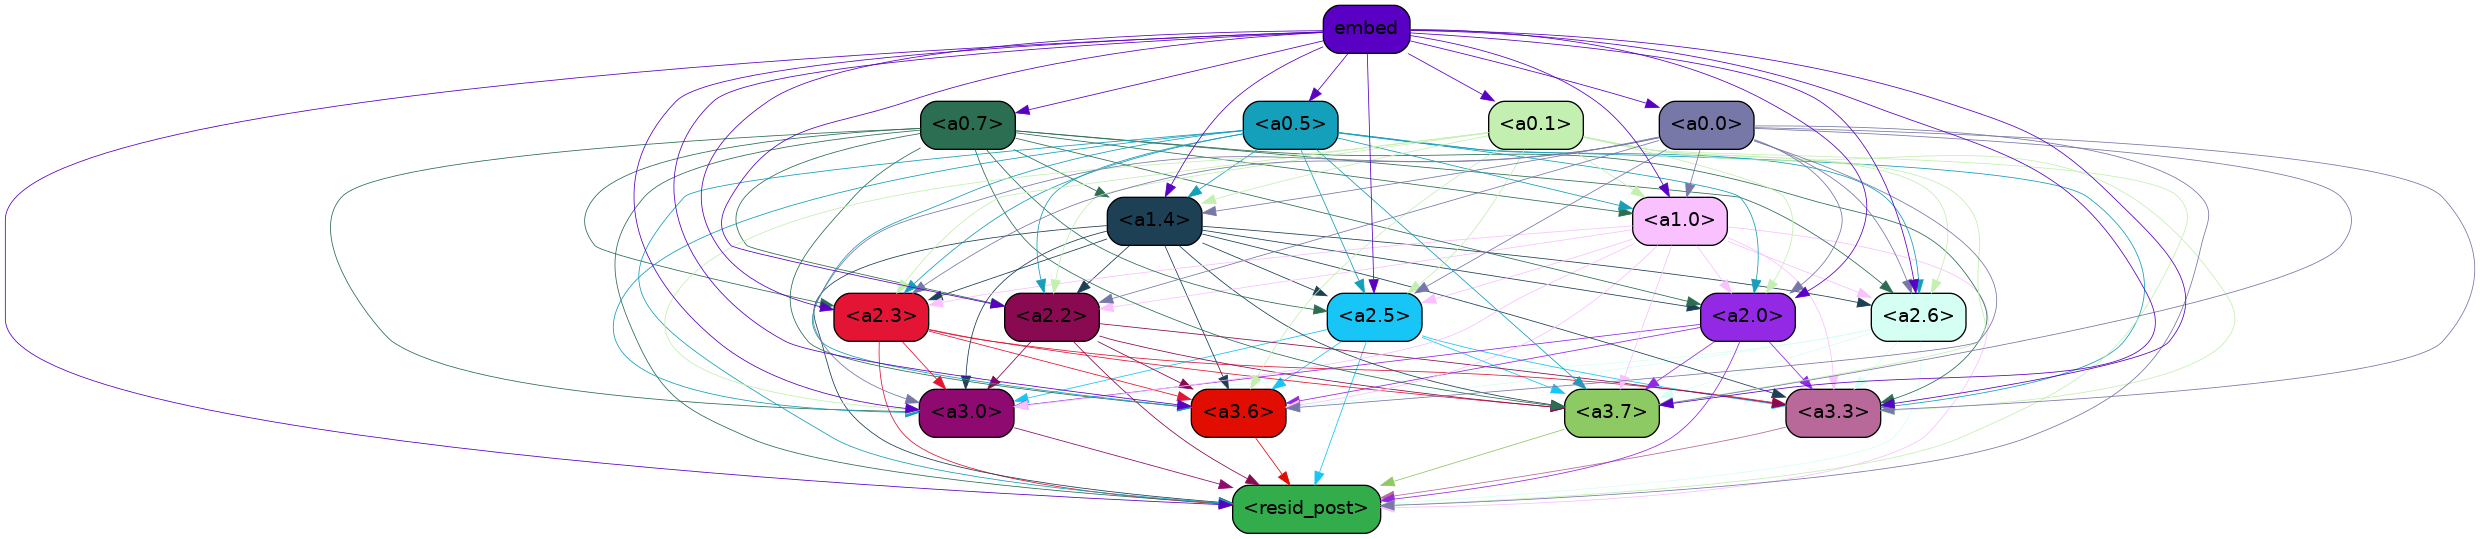 embed
<a0.7>
<a0.5>
<a0.1>
<a0.0>
<a1.4>
<a1.0>
<a2.3>
<a2.2>
<a2.5>
<a2.0>
<a2.6>
<a3.0>
<a3.6>
<a3.7>
<a3.3>
<resid_post>